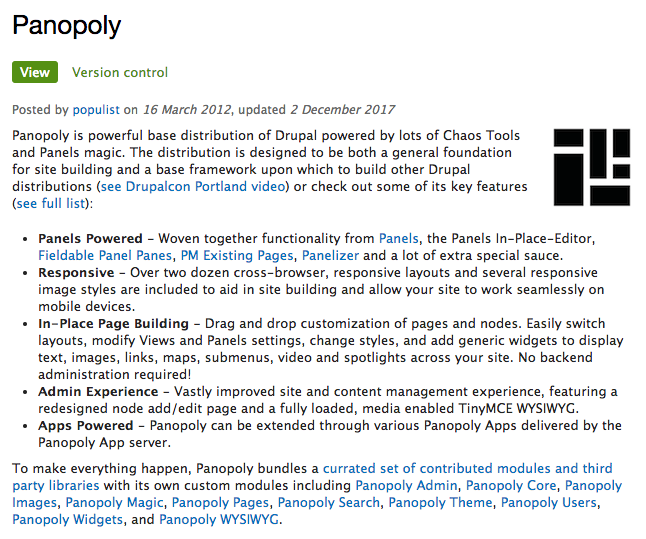 Panopoly
View Version control
Posted by populist on 16 March 2012, updated 2 December 2017
Panopoly is powerful base distribution of Drupal powered by lots of Chaos Tools
and Panels magic. The distribution is designed to be both a general foundation
for site building and a base framework upon which to build other Drupal
distributions (see Drupalcon Portland video) or check out some of its key features
(see full list):
• Panels Powered – Woven together functionality from Panels, the Panels In-Place-Editor,
Fieldable Panel Panes, PM Existing Pages, Panelizer and a lot of extra special sauce.
• Responsive – Over two dozen cross-browser, responsive layouts and several responsive
image styles are included to aid in site building and allow your site to work seamlessly on
mobile devices.
• In-Place Page Building – Drag and drop customization of pages and nodes. Easily switch
layouts, modify Views and Panels settings, change styles, and add generic widgets to display
text, images, links, maps, submenus, video and spotlights across your site. No backend
administration required!
• Admin Experience – Vastly improved site and content management experience, featuring a
redesigned node add/edit page and a fully loaded, media enabled TinyMCE WYSIWYG.
• Apps Powered – Panopoly can be extended through various Panopoly Apps delivered by the
Panopoly App server.
To make everything happen, Panopoly bundles a currated set of contributed modules and third
party libraries with its own custom modules including Panopoly Admin, Panopoly Core, Panopoly
Images, Panopoly Magic, Panopoly Pages, Panopoly Search, Panopoly Theme, Panopoly Users,
Panopoly Widgets, and Panopoly WYSIWYG.